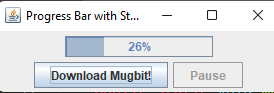 Progress Bar with St...
26%
Download Mugbit!
Pause